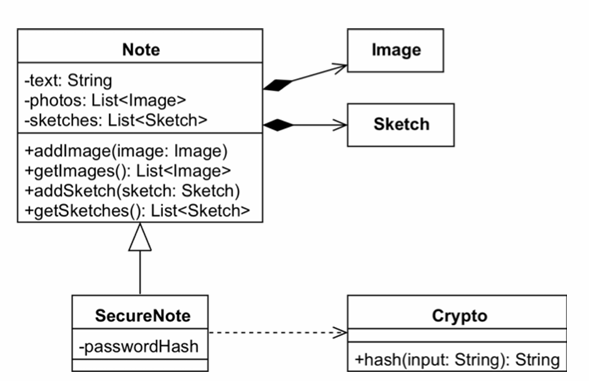 Note
-text: String
-photos: List<Image>
-sketches: List<Sketch>
+addImage(image: Image)
+getImages(): List<Image>
+addSketch(sketch: Sketch)
+getSketches(): List<Sketch>
Image
Sketch
SecureNote
-passwordHash
Crypto
+hash(input: String): String